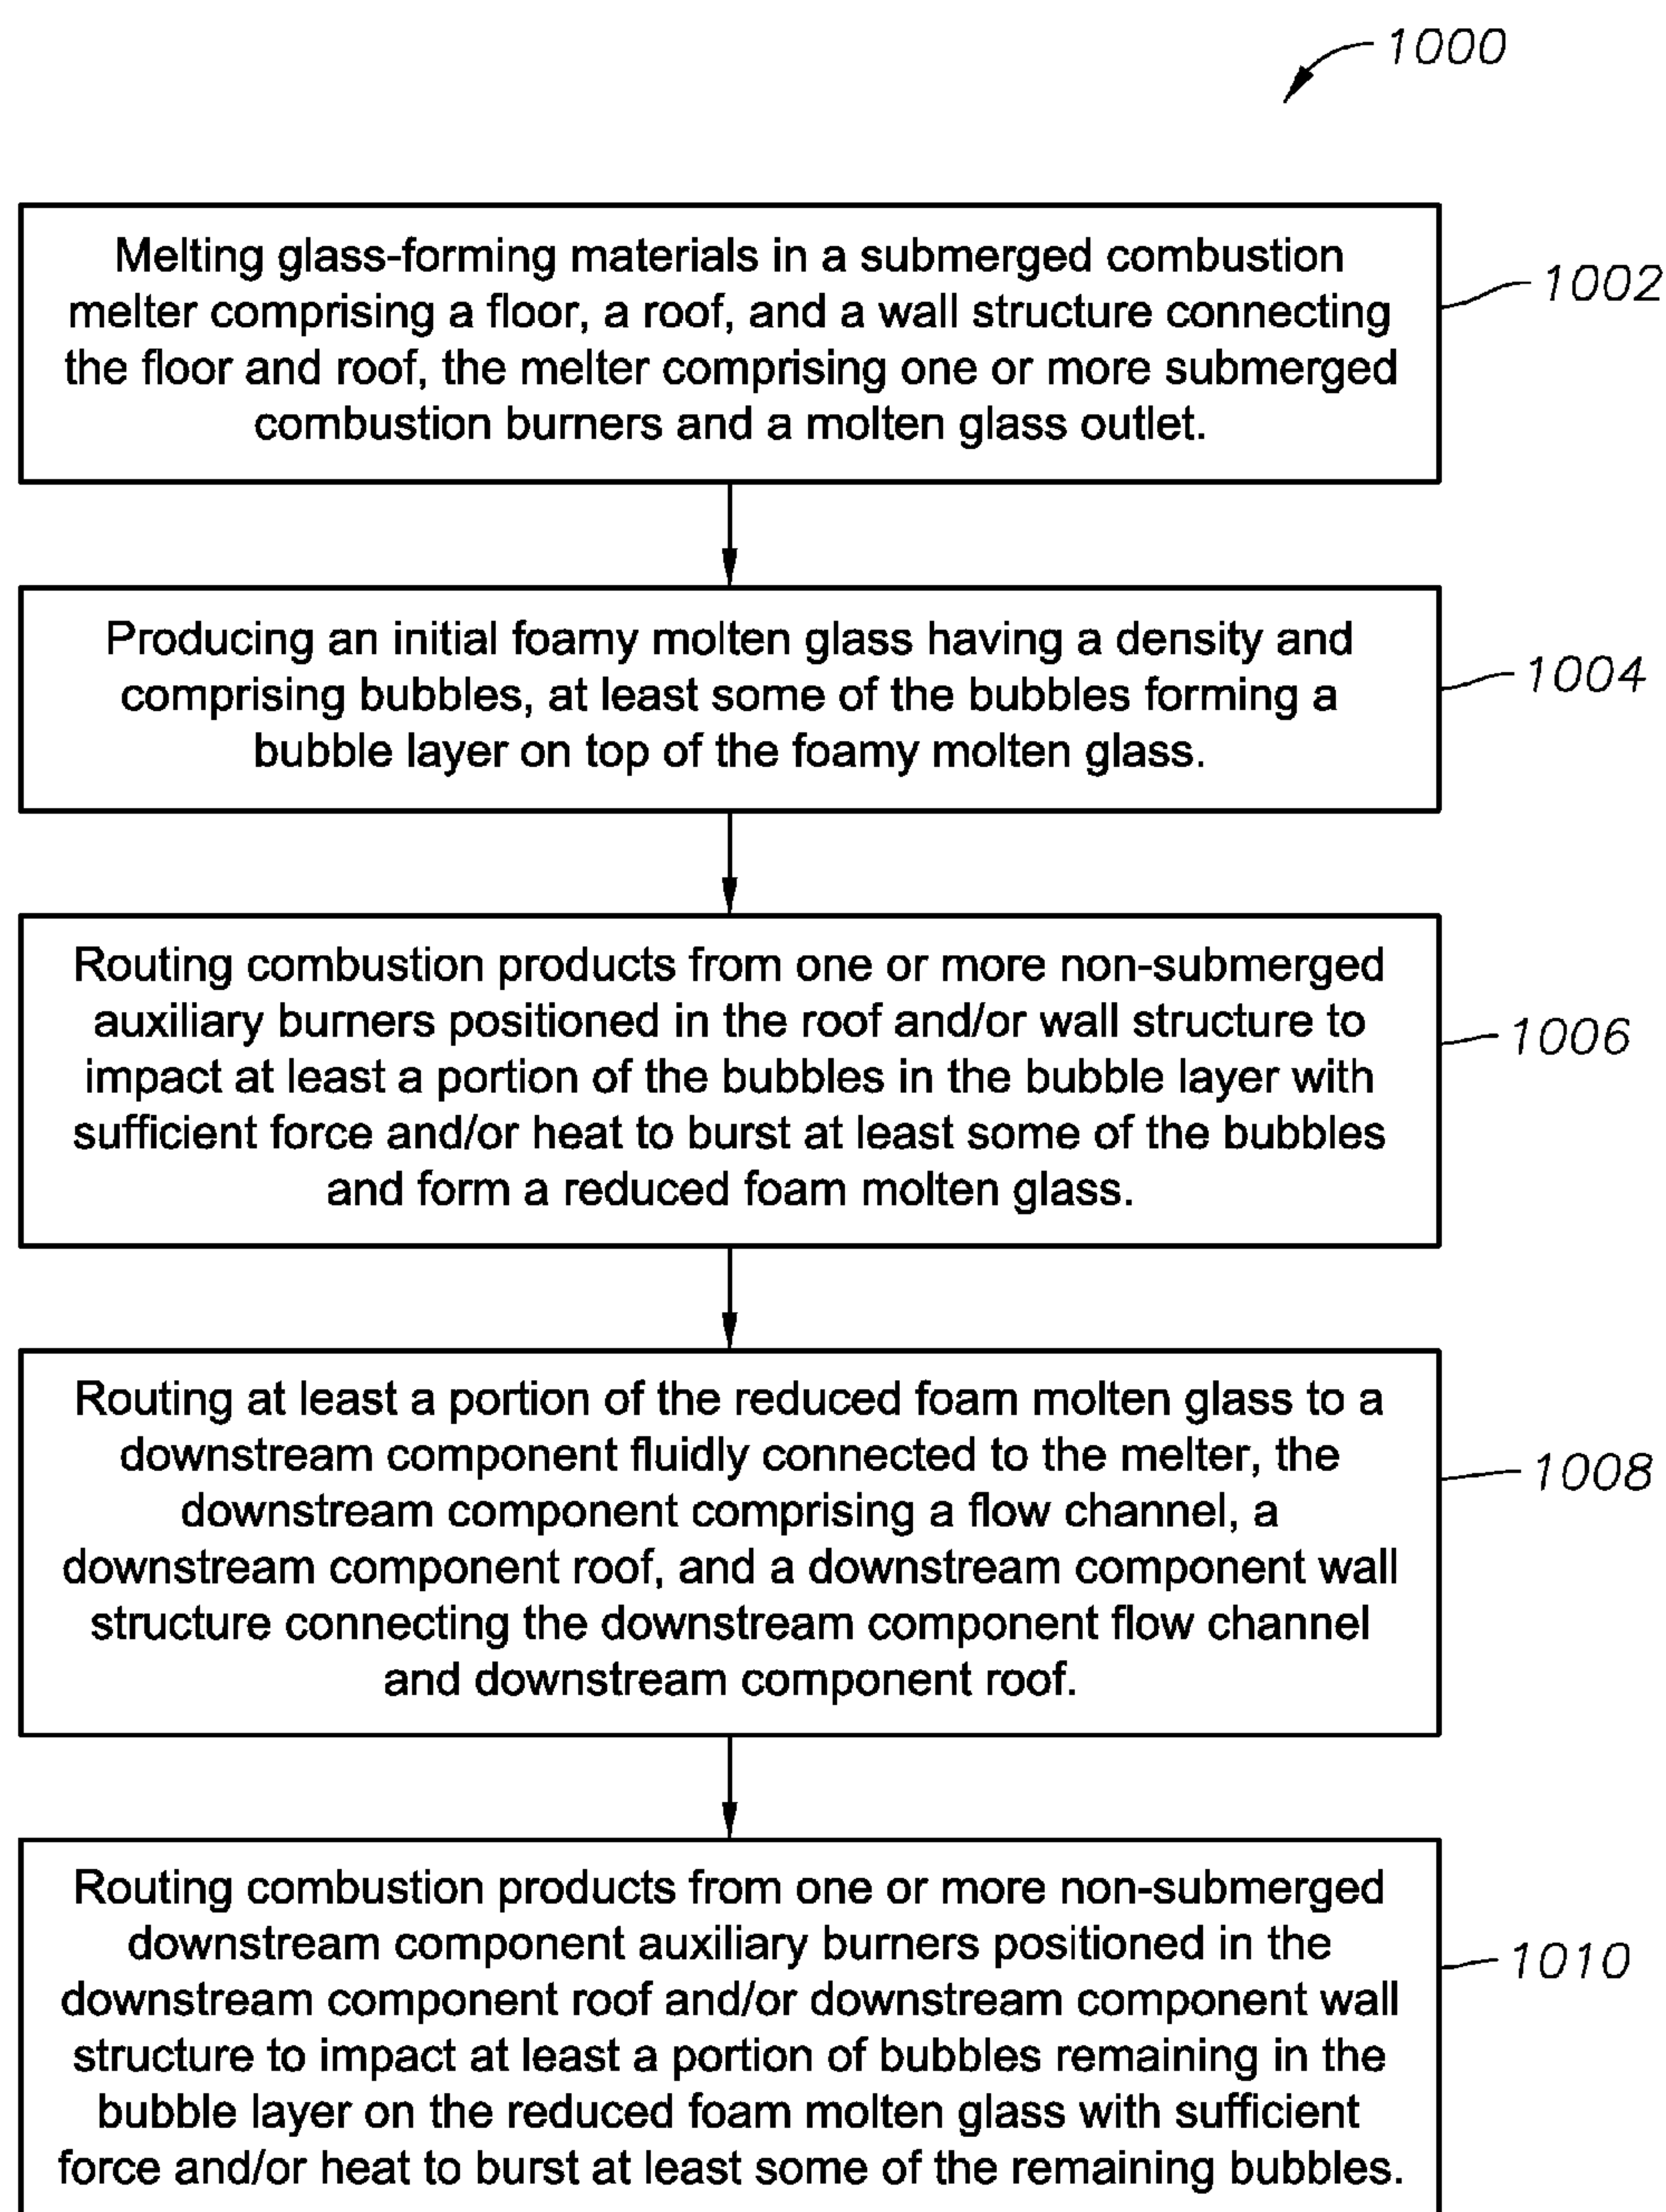 1000
Melting glass-forming materials in a submerged combustion
melter comprising a floor, a roof, and a wall structure connecting
the floor and roof, the melter comprising one or more submerged
combustion burners and a molten glass outlet.
1002
Producing an initial foamy molten glass having a density and
comprising bubbles, at least some of the bubbles forming a
bubble layer on top of the foamy molten glass.
1004
Routing combustion products from one or more non-submerged
auxiliary burners positioned in the roof and/or wall structure to
impact at least a portion of the bubbles in the bubble layer with
sufficient force and/or heat to burst at least some of the bubbles
and form a reduced foam molten glass.
1006
Routing at least a portion of the reduced foam molten glass to a
downstream component fluidly connected to the melter, the
downstream component comprising a flow channel, a
downstream component roof, and a downstream component wall
structure connecting the downstream component flow channel
and downstream component roof.
1008
Routing combustion products from one or more non-submerged
downstream component auxiliary burners positioned in the
downstream component roof and/or downstream component wall
structure to impact at least a portion of bubbles remaining in the
bubble layer on the reduced foam molten glass with sufficient
force and/or heat to burst at least some of the remaining bubbles.
1010